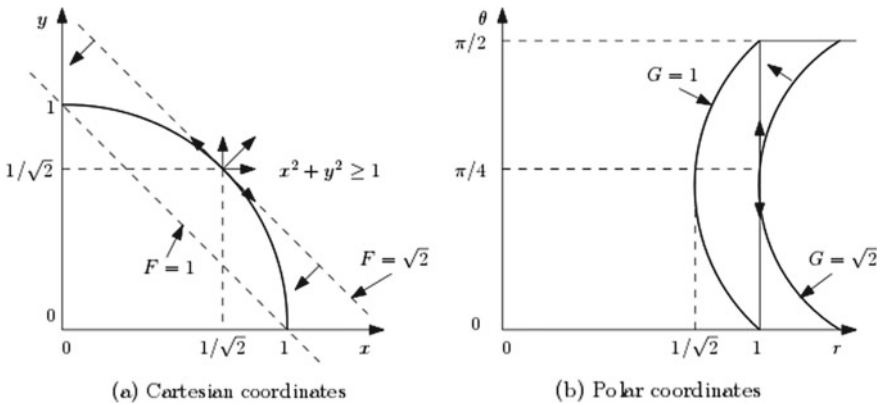 y
1
1/√2
0
0
1/√2
1
x
x² + y² ≥ 1
F = 1
F = √2
(a) Cartesian coordinates
θ
π/2
π/4
0
0
1/√2
1
r
G = 1
G = √2
(b) Polar coordinates